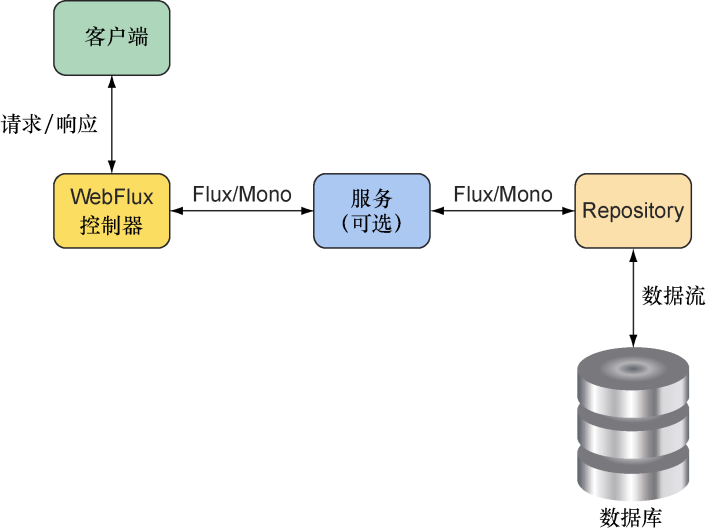 客户端
请求/响应
WebFlux
控制器
Flux/Mono
服务
(可选)
Flux/Mono
Repository
数据流
数据库